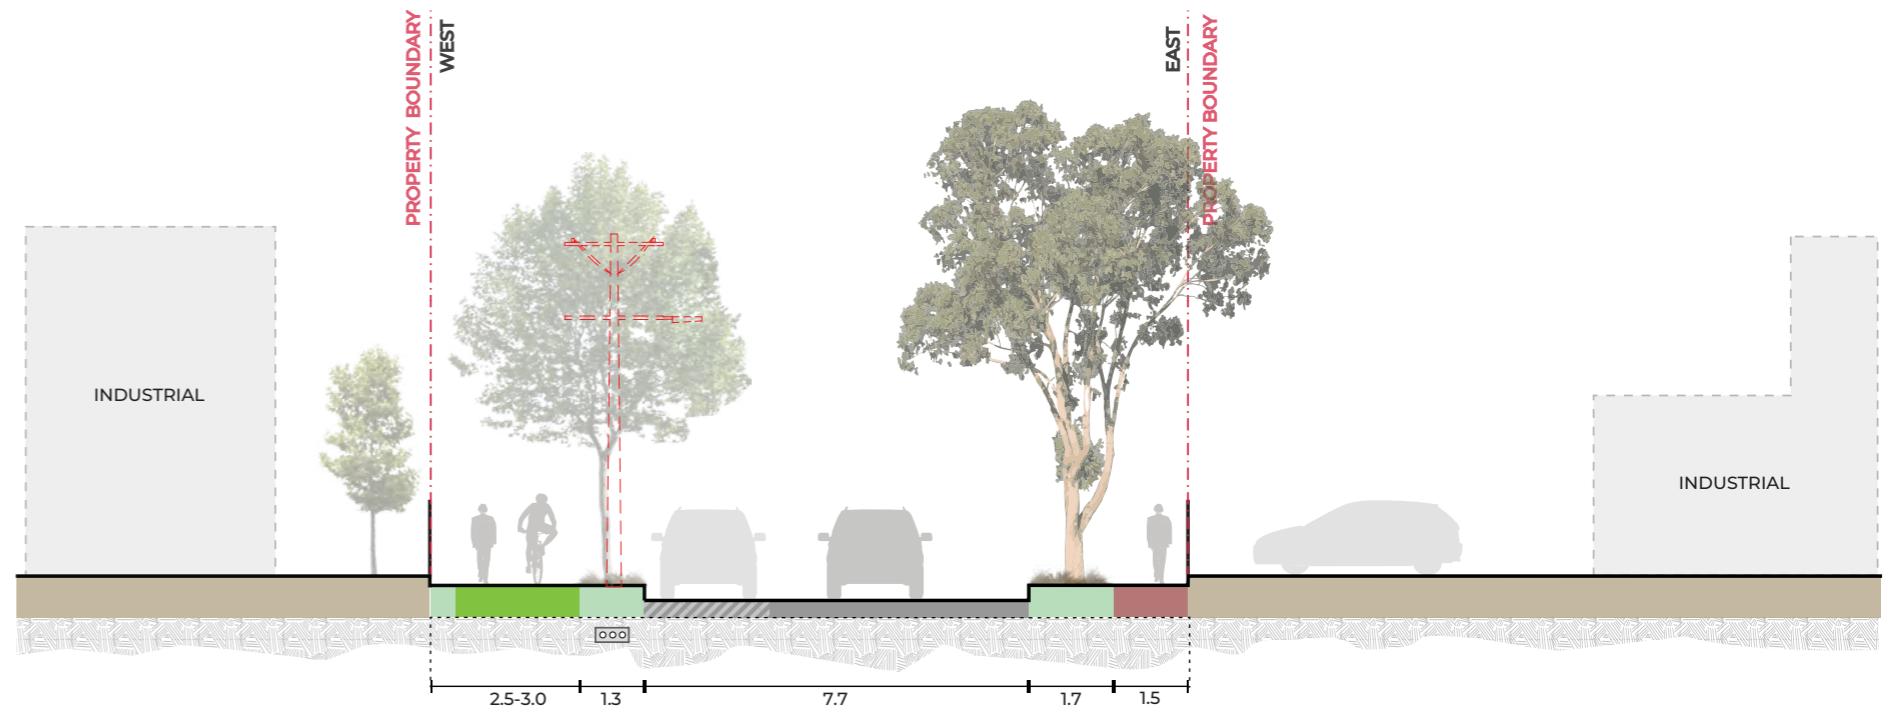 PROPERTY BOUNDARY
WEST
EAST
PROPERTY BOUNDARY
INDUSTRIAL
INDUSTRIAL
2.5-3.0
1.3
7.7
1.7
1.5